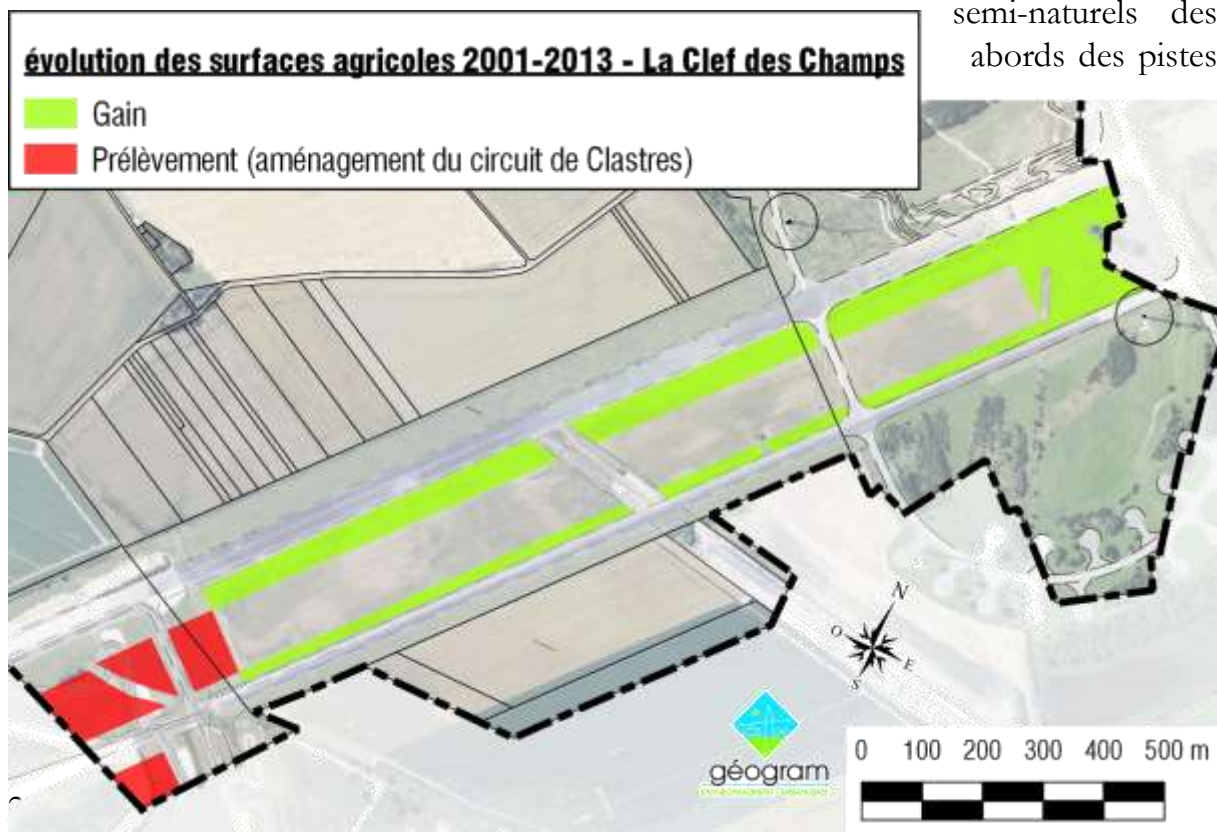 semi-naturels des
abords des pistes
évolution des surfaces agricoles 2001-2013 - La Clef des Champs
Gain
Prélèvement (aménagement du circuit de Clastres)
N
O
E
S
géogram
0 100 200 300 400 500 m